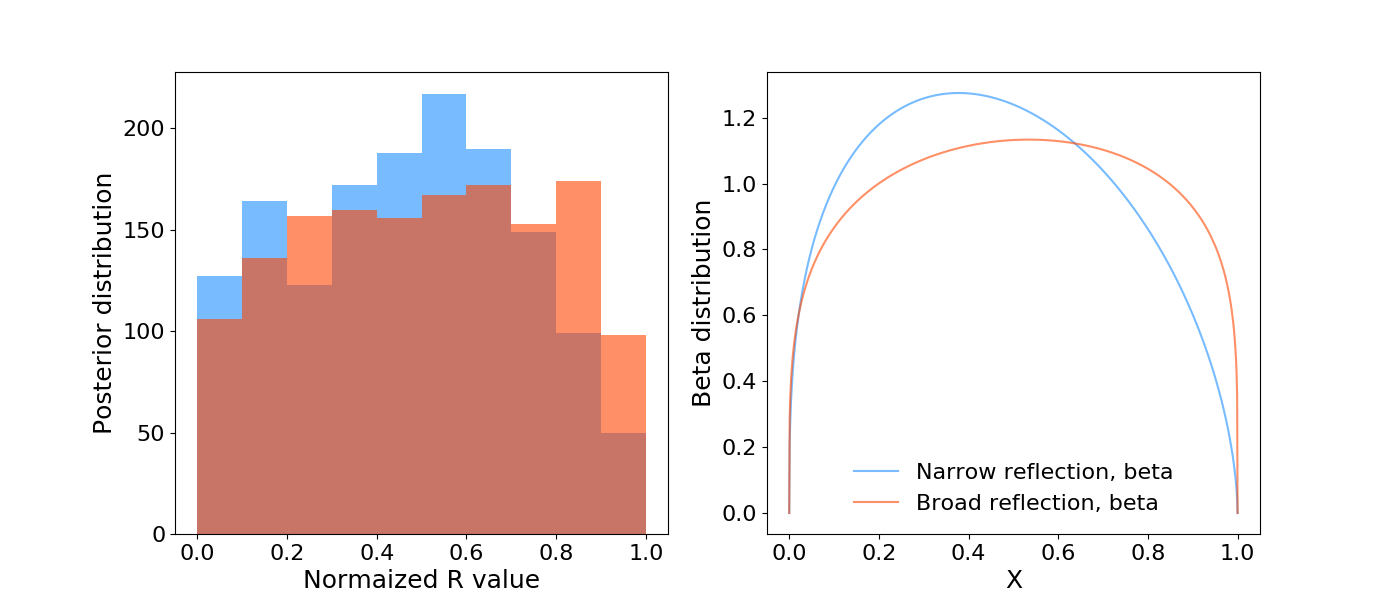 Posterior distribution
200
150
100
50
0
0.0 0.2 0.4 0.6 0.8 1.0
Normaized R value
Beta distribution
1.2
1.0
0.8
0.6
0.4
0.2
0.0
Narrow reflection, beta
Broad reflection, beta
0.0 0.2 0.4 0.6 0.8 1.0
X